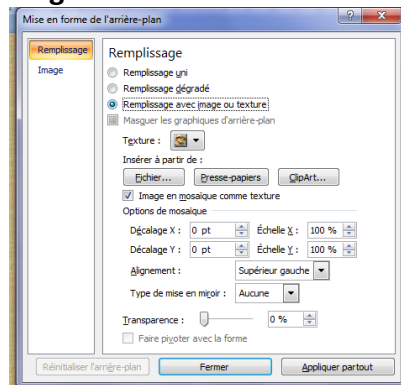 Mise en forme de l'arrière-plan
Remplissage
Image
Remplissage
Remplissage uni
Remplissage dégradé
Remplissage avec image ou texture
Masquer les graphiques d'arrière-plan
Texture :
Insérer à partir de :
Fichier... Presse-papiers ClipArt...
Image en mosaïque comme texture
Options de mosaïque
Décalage X : 0 pt Échelle X : 100 %
Décalage Y : 0 pt Échelle Y : 100 %
Alignement : Supérieur gauche
Type de mise en miroir : Aucune
Transparence : 0 %
Faire pivoter avec la forme
Réinitialiser l'arrière-plan Fermer Appliquer partout